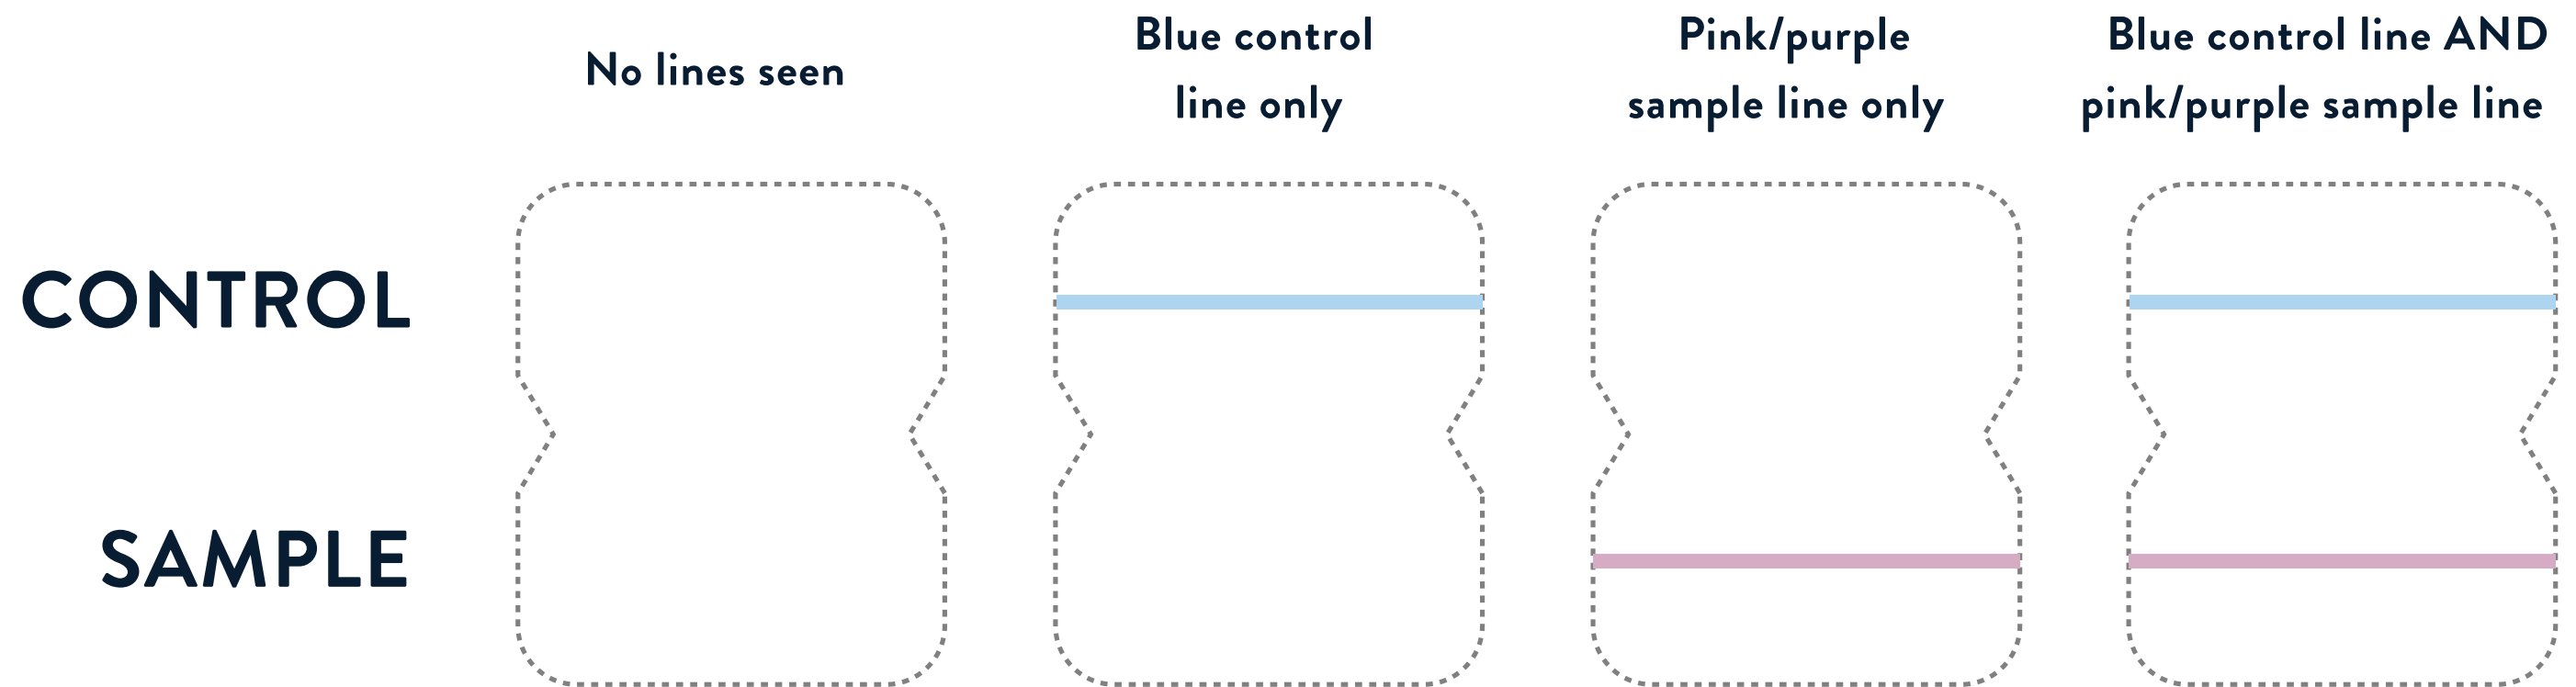 No lines seen
Blue control
line only
Pink/purple
sample line only
Blue control line AND
pink/purple sample line
CONTROL
SAMPLE